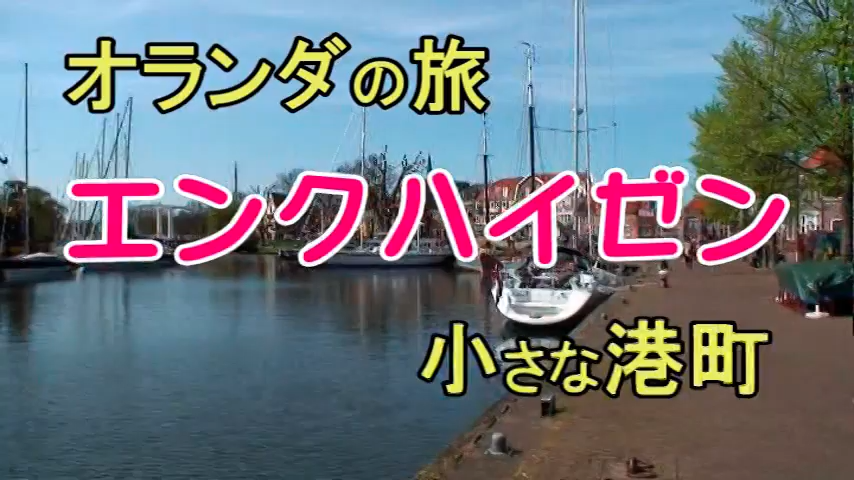 オランダの旅
エンクハイゼン
小さな港町